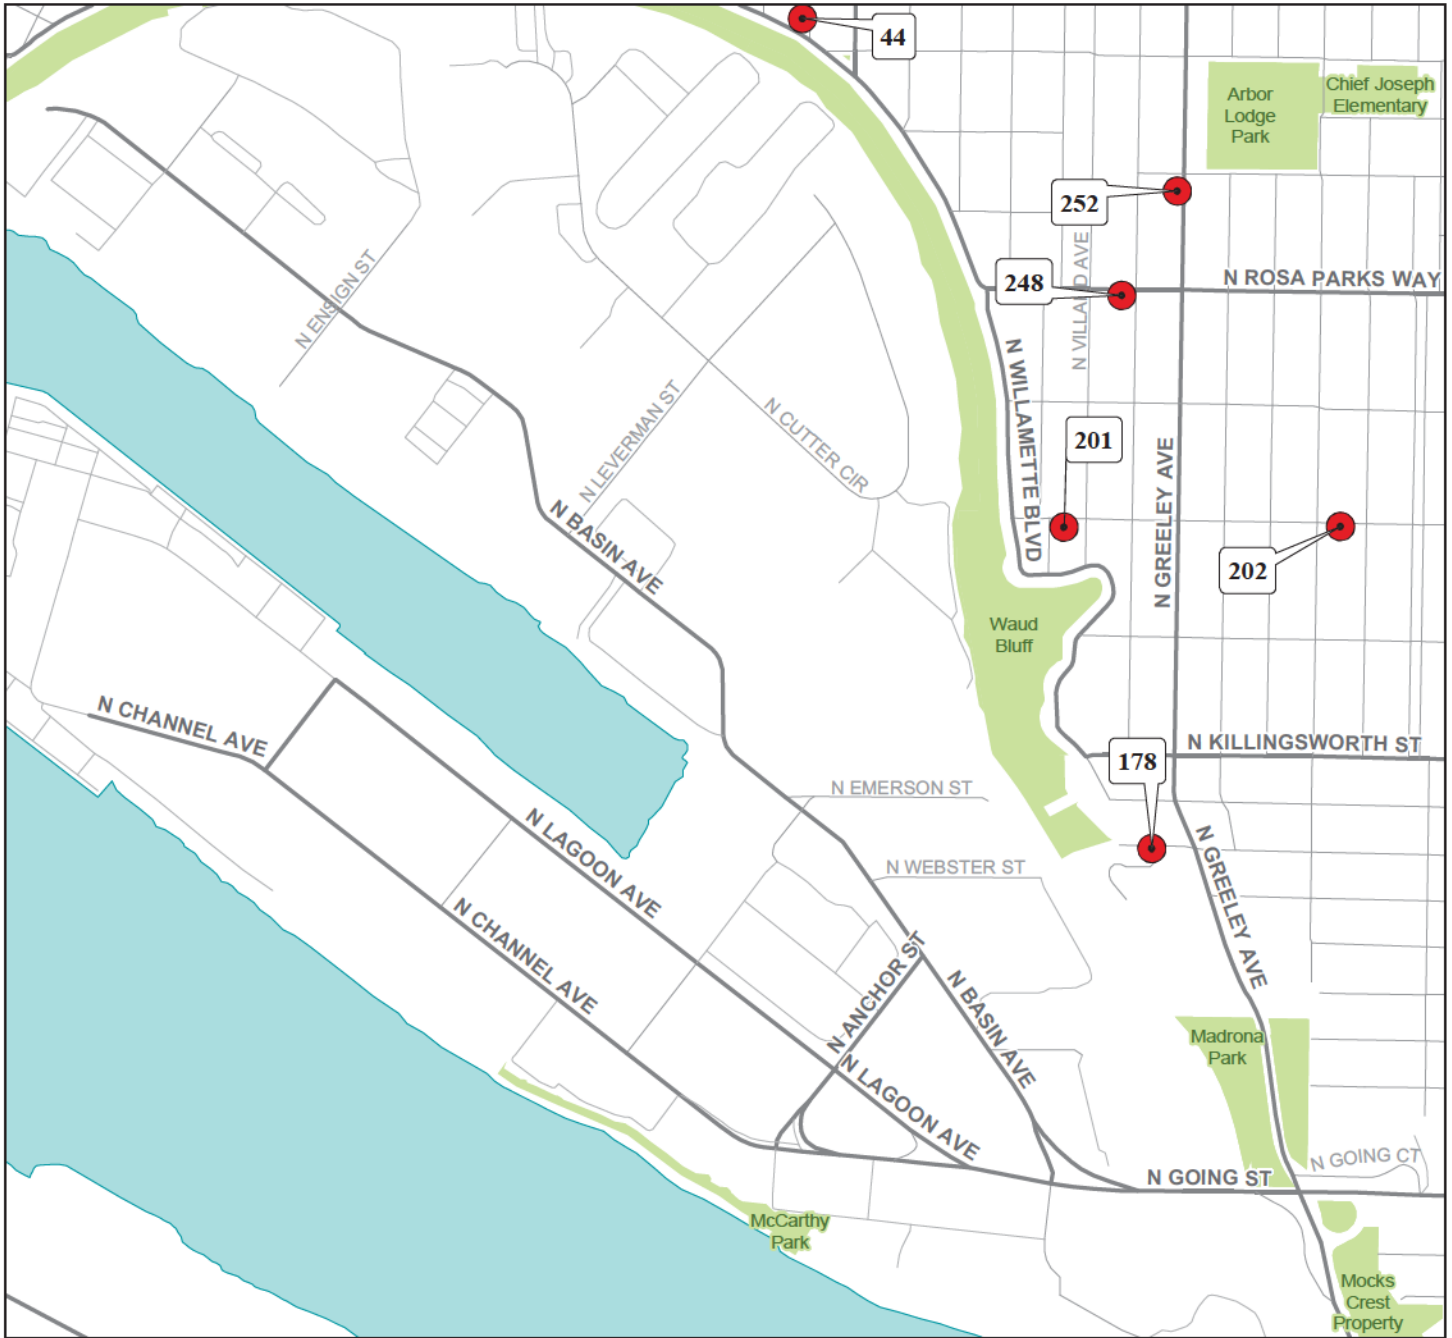 44
Arbor
Lodge
Park
Chief Joseph
Elementary
252
N VILLARD AVE
248
N ROSA PARKS WAY
N ENSIGN ST
N LEVERMAN ST
N CUTTER CIR
N WILLAMETTE BLVD
201
N GREELEY AVE
202
N BASIN AVE
Waud
Bluff
N CHANNEL AVE
N KILLINGSWORTH ST
178
N EMERSON ST
N LAGOON AVE
N WEBSTER ST
N GREELEY AVE
N CHANNEL AVE
N ANCHOR ST
N BASIN AVE
Madrona
Park
N LAGOON AVE
N GOING CT
N GOING ST
McCarthy
Park
Mocks
Crest
Property